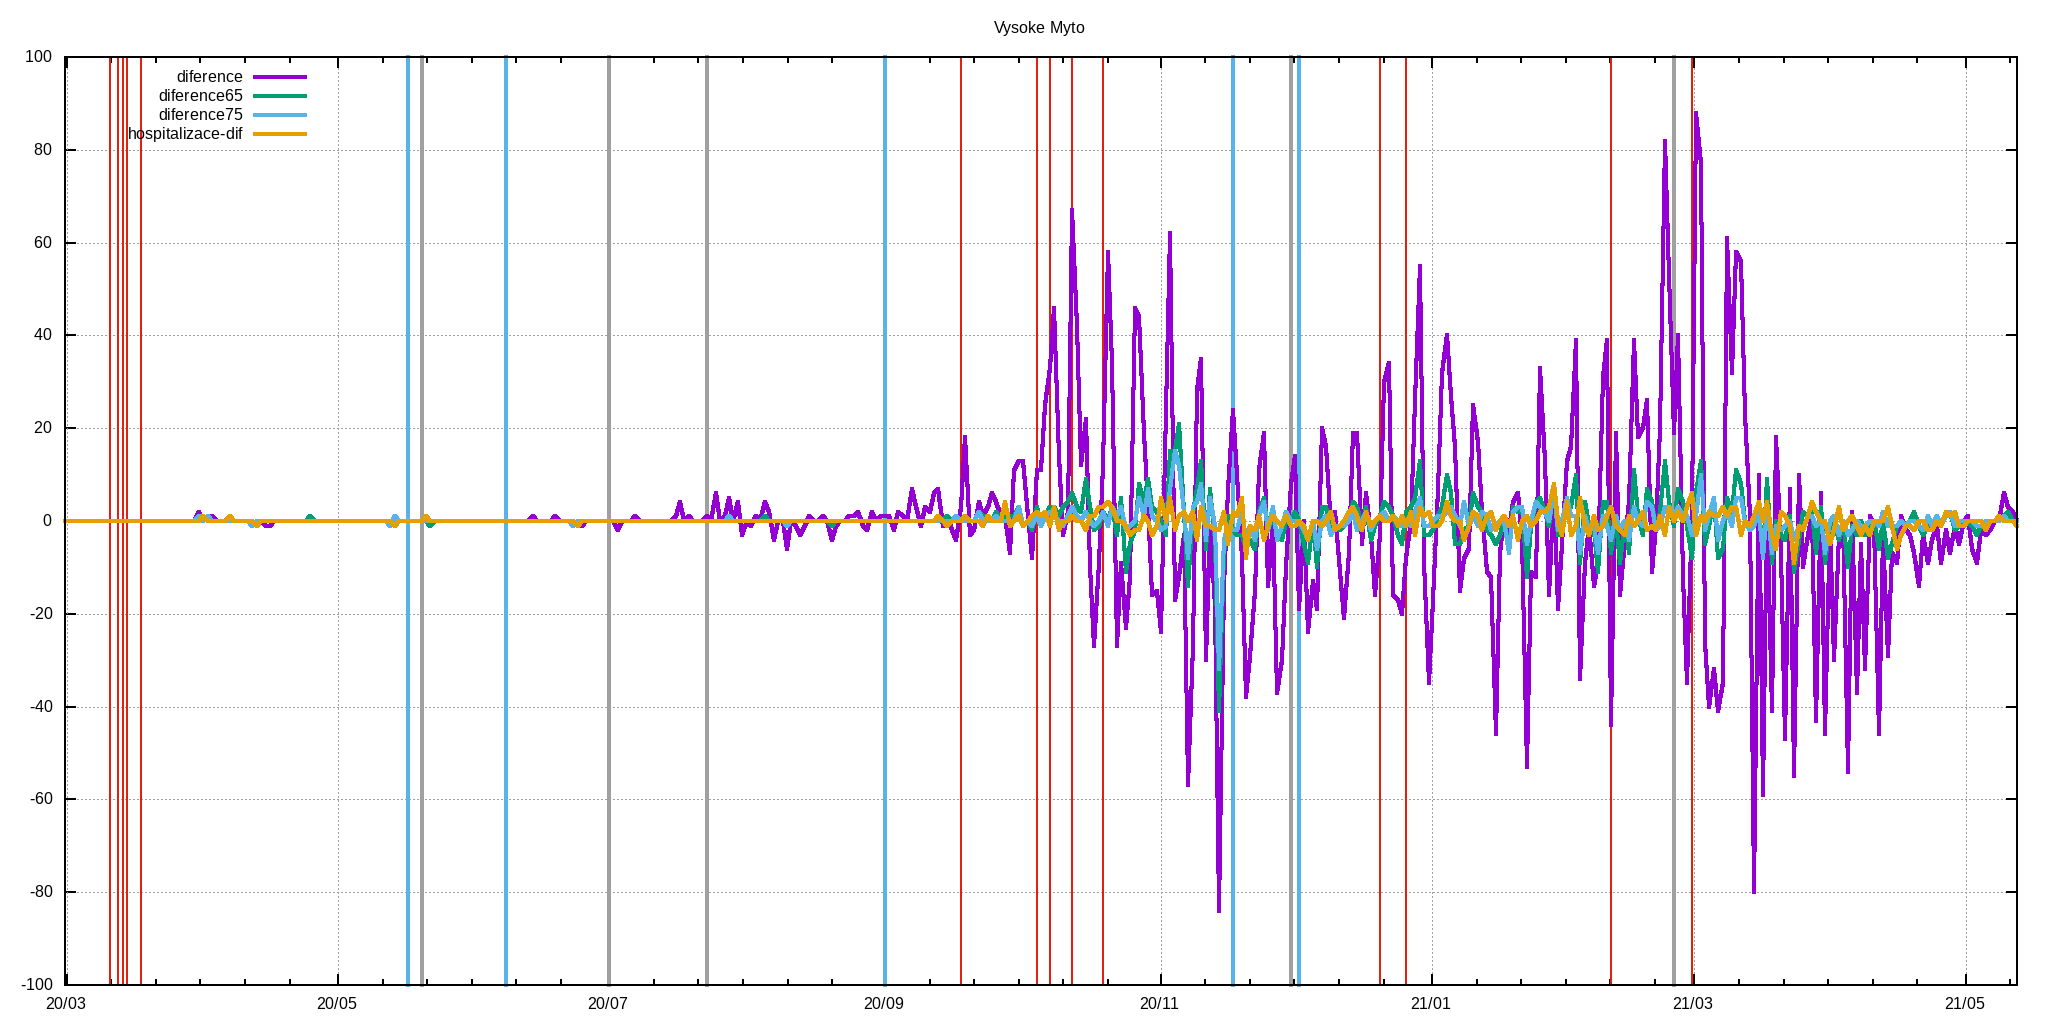 Vysoke Myto
diference
diference65
diference75
hospitalizace-dif
100
80
60
40
20
0
-20
-40
-60
-80
-100
20/03 20/05 20/07 20/09 20/11 21/01 21/03 21/05